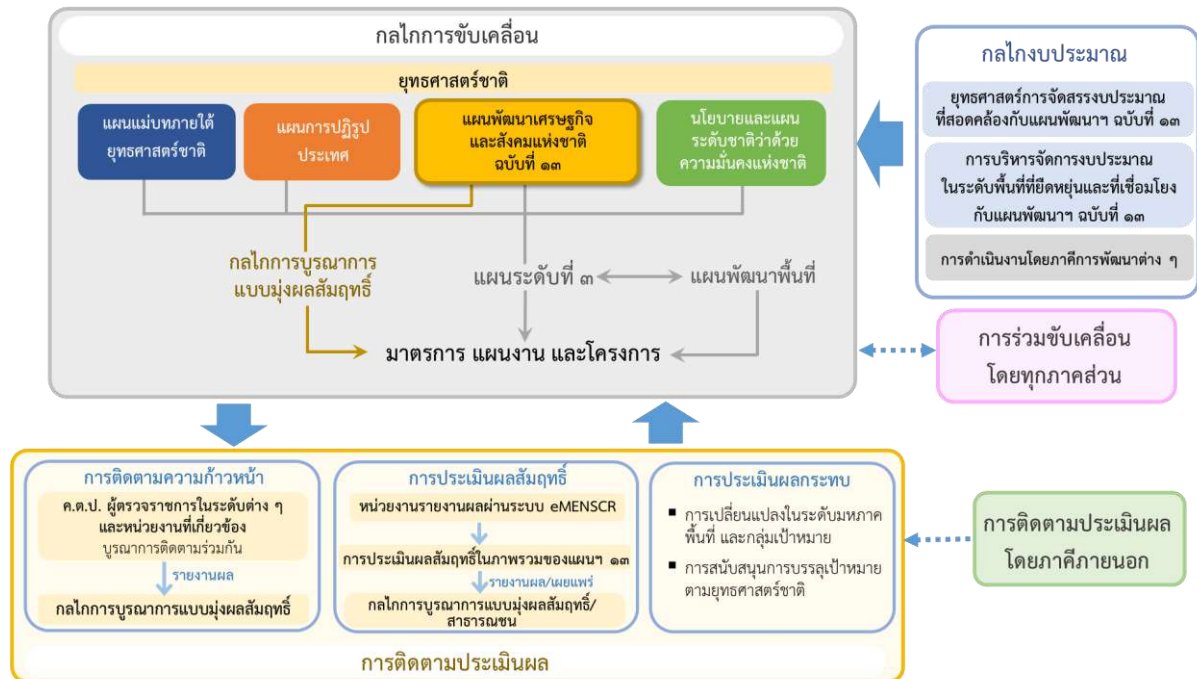 กลไกการขับเคลื่อน
ยุทธศาสตร์ชาติ
แผนแม่บทภายใต้
ยุทธศาสตร์ชาติ
แผนการปฏิรูป
ประเทศ
แผนพัฒนาเศรษฐกิจ
และสังคมแห่งชาติ
ฉบับที่ ๑๓
นโยบายและแผน
ระดับชาติว่าด้วย
ความมั่นคงแห่งชาติ
กลไกการบูรณาการ
แบบมุ่งผลสัมฤทธิ์
แผนระดับที่ ๓
แผนพัฒนาพื้นที่
มาตรการ แผนงาน และโครงการ
กลไกงบประมาณ
ยุทธศาสตร์การจัดสรรงบประมาณ
ที่สอดคล้องกับแผนพัฒนาฯ ฉบับที่ ๑๓
การบริหารจัดการงบประมาณ
ในระดับพื้นที่ที่ยืดหยุ่นและที่เชื่อมโยง
กับแผนพัฒนาฯ ฉบับที่ ๑๓
การดำเนินงานโดยภาคีการพัฒนาต่าง ๆ
การร่วมขับเคลื่อน
โดยทุกภาคส่วน
การติดตามความก้าวหน้า
ค.ต.ป. ผู้ตรวจราชการในระดับต่าง ๆ
และหน่วยงานที่เกี่ยวข้อง
บูรณาการติดตามร่วมกัน
รายงานผล
กลไกการบูรณาการแบบมุ่งผลสัมฤทธิ์
การประเมินผลสัมฤทธิ์
หน่วยงานรายงานผลผ่านระบบ eMENSCR
การประเมินผลสัมฤทธิ์ในภาพรวมของแผนฯ ๑๓
รายงานผล/เผยแพร่
กลไกการบูรณาการแบบมุ่งผลสัมฤทธิ์/
สาธารณชน
การประเมินผลกระทบ
▪ การเปลี่ยนแปลงในระดับมหภาค
พื้นที่ และกลุ่มเป้าหมาย
▪ การสนับสนุนการบรรลุเป้าหมาย
ตามยุทธศาสตร์ชาติ
การติดตามประเมินผล
การติดตามประเมินผล
โดยภาคีภายนอก